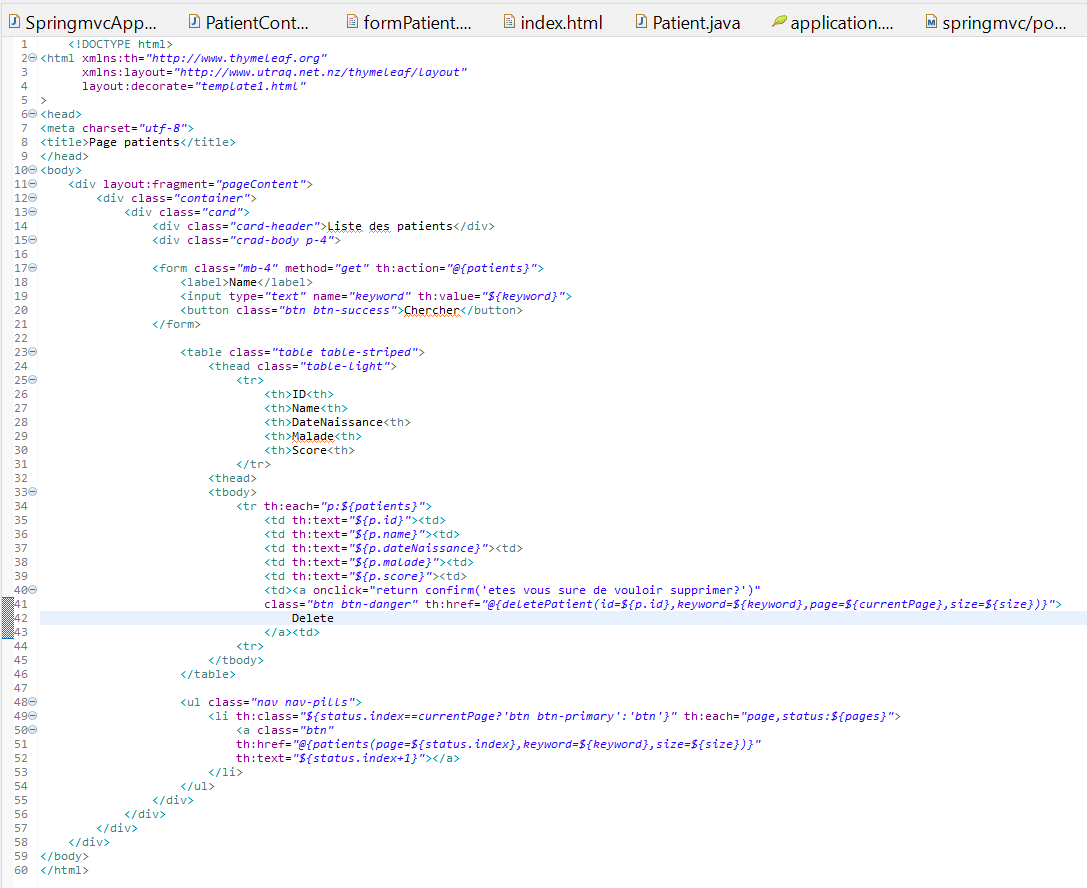 SpringmvcApp... PatientCont... formPatient.... index.html Patient.java application.... springmvc/po...
1 <!DOCTYPE html>
2 <html xmlns:th="http://www.thymeleaf.org"
3 xmlns:layout="http://www.utraq.net.nz/thymeleaf/layout"
4 layout:decorate="template1.html"
5 >
6 <head>
7 <meta charset="utf-8">
8 <title>Page patients</title>
9 </head>
10 <body>
11 <div layout:fragment="pageContent">
12 <div class="container">
13 <div class="card">
14 <div class="card-header">Liste des patients</div>
15 <div class="crad-body p-4">
16
17 <form class="mb-4" method="get" th:action="@{patients}">
18 <label>Name</label>
19 <input type="text" name="keyword" th:value="${keyword}">
20 <button class="btn btn-success">Chercher</button>
21 </form>
22
23 <table class="table table-striped">
24 <thead class="table-light">
25 <tr>
26 <th>ID<th>
27 <th>Name<th>
28 <th>DateNaissance<th>
29 <th>Malade<th>
30 <th>Score<th>
31 </tr>
32 <thead>
33 <tbody>
34 <tr th:each="p:${patients}">
35 <td th:text="${p.id}"><td>
36 <td th:text="${p.name}"><td>
37 <td th:text="${p.dateNaissance}"><td>
38 <td th:text="${p.malade}"><td>
39 <td th:text="${p.score}"><td>
40 <td><a onclick="return confirm('etes vous sure de vouloir supprimer?')"
41 class="btn btn-danger" th:href="@{deletePatient(id=${p.id},keyword=${keyword},page=${currentPage},size=${size})}">
42 Delete
43 </a><td>
44 <tr>
45 </tbody>
46 </table>
47
48 <ul class="nav nav-pills">
49 <li th:class="${status.index==currentPage?'btn btn-primary':'btn'}" th:each="page,status:${pages}">
50 <a class="btn"
51 th:href="@{patients(page=${status.index},keyword=${keyword},size=${size})}"
52 th:text="${status.index+1}"></a>
53 </li>
54 </ul>
55 </div>
56 </div>
57 </div>
58 </div>
59 </body>
60 </html>